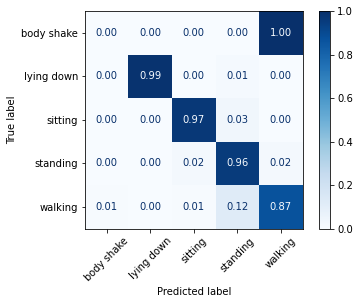 body shake 0.00 0.00 0.00 0.00 1.00
lying down 0.00 0.99 0.00 0.01 0.00
sitting 0.00 0.00 0.97 0.03 0.00
standing 0.00 0.00 0.02 0.96 0.02
walking 0.01 0.00 0.01 0.12 0.87
True label
body shake lying down sitting standing walking
Predicted label
1.0
0.8
0.6
0.4
0.2
0.0